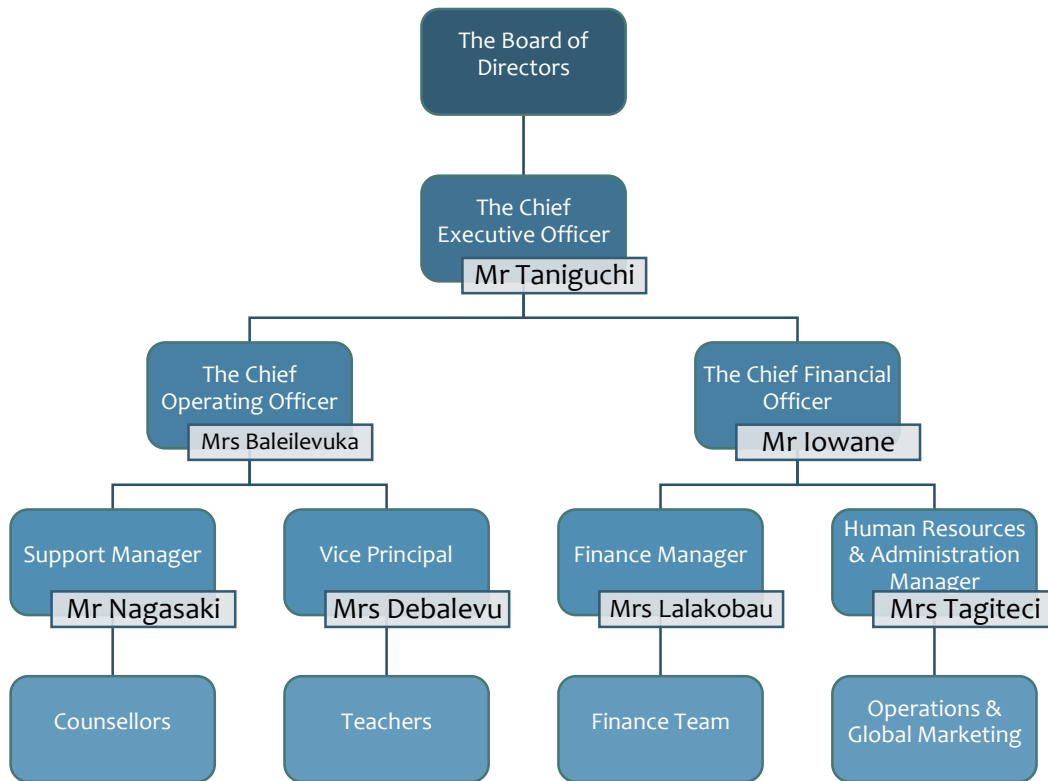 The Board of
Directors
The Chief
Executive Officer
Mr Taniguchi
The Chief
Operating Officer
Mrs Baleilevuka
The Chief Financial
Officer
Mr Iowane
Support Manager
Mr Nagasaki
Vice Principal
Mrs Debalevu
Finance Manager
Mrs Lalakobau
Human Resources
& Administration
Manager
Mrs Tagiteci
Counsellors
Teachers
Finance Team
Operations &
Global Marketing